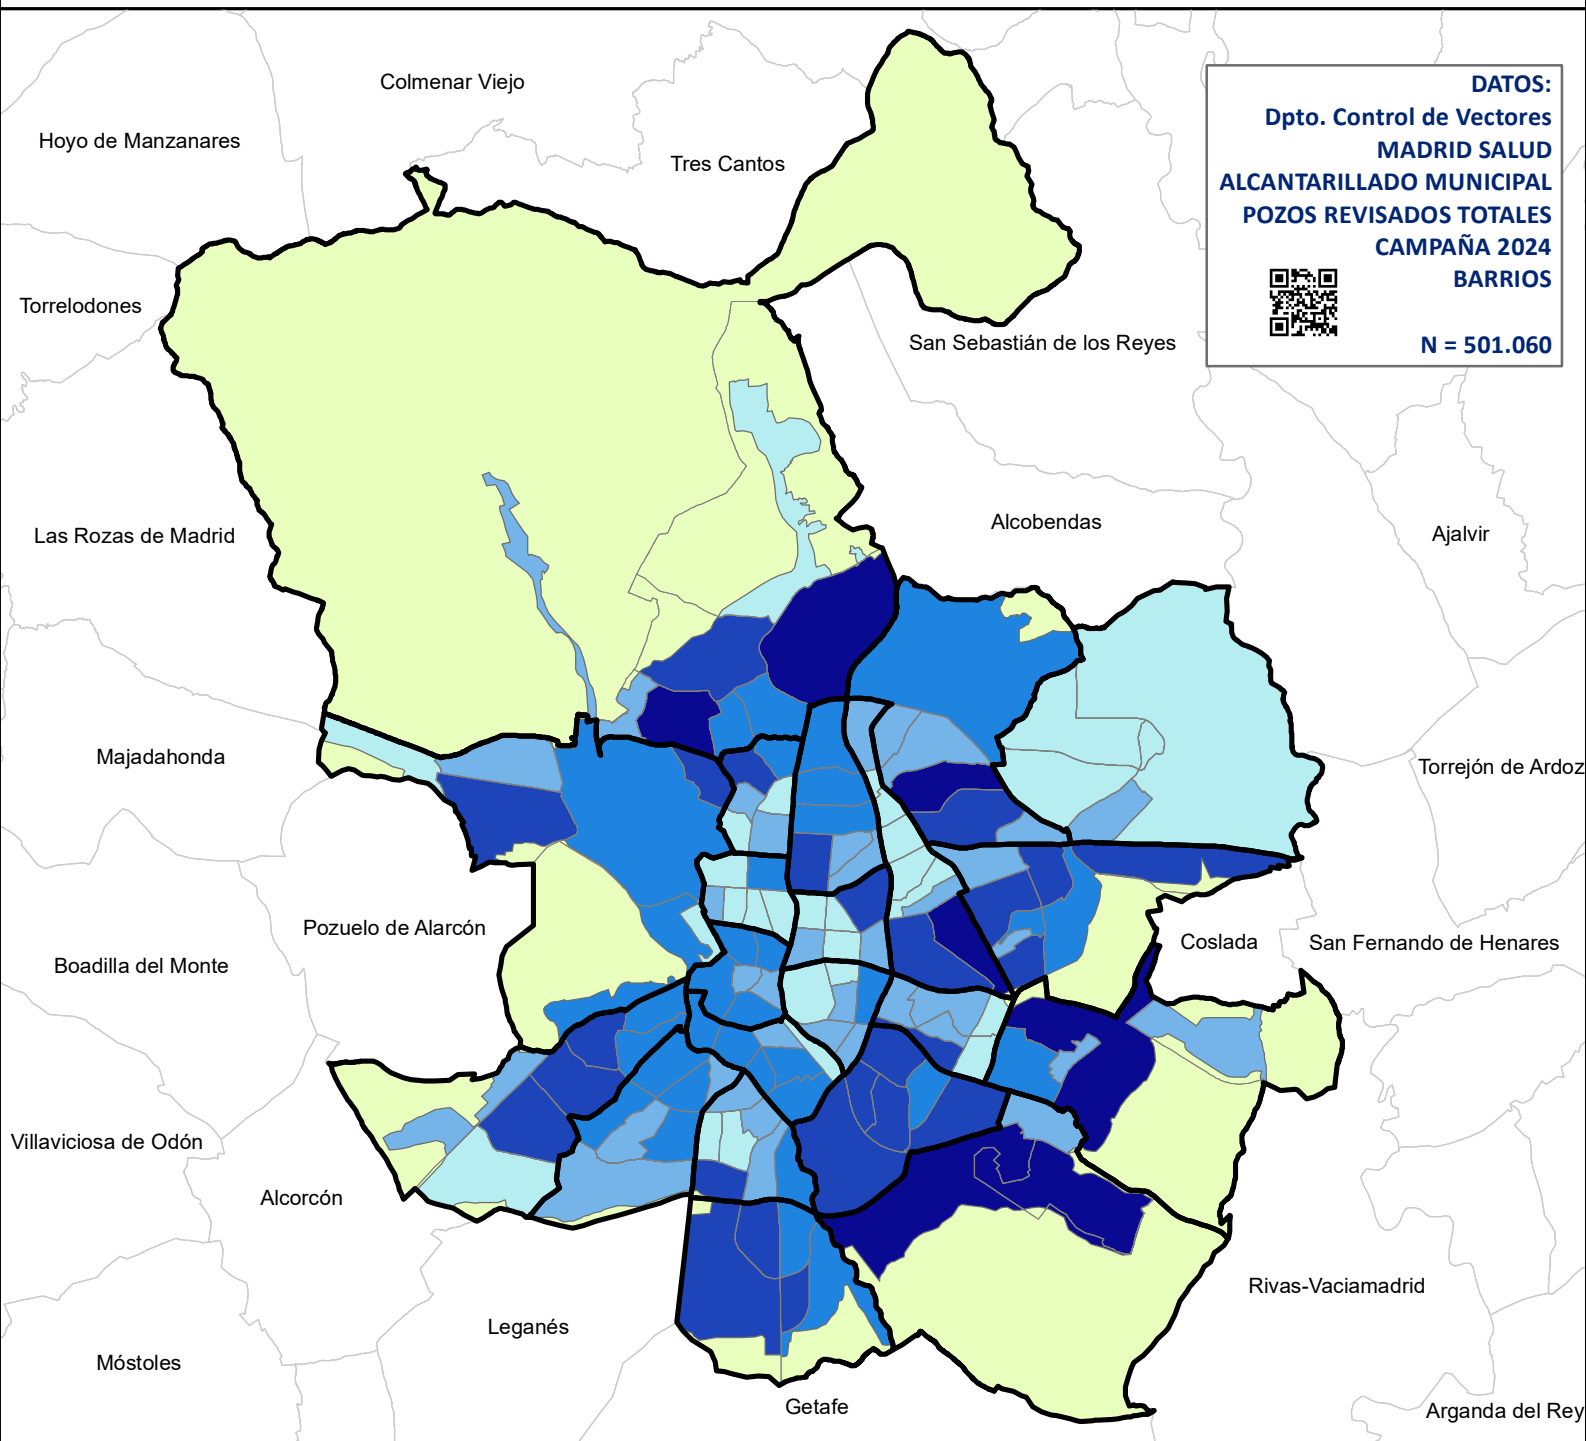 Colmenar Viejo
DATOS:
Dpto. Control de Vectores
MADRID SALUD
ALCANTARILLADO MUNICIPAL
POZOS REVISADOS TOTALES
CAMPAÑA 2024
BARRIOS
N = 501.060
Hoyo de Manzanares
Tres Cantos
Torrelodones
San Sebastián de los Reyes
Las Rozas de Madrid
Alcobendas
Ajalvir
Majadahonda
Torrejón de Ardoz
Pozuelo de Alarcón
Coslada
San Fernando de Henares
Boadilla del Monte
Villaviciosa de Odón
Alcorcón
Rivas-Vaciamadrid
Leganés
Móstoles
Getafe
Arganda del Rey